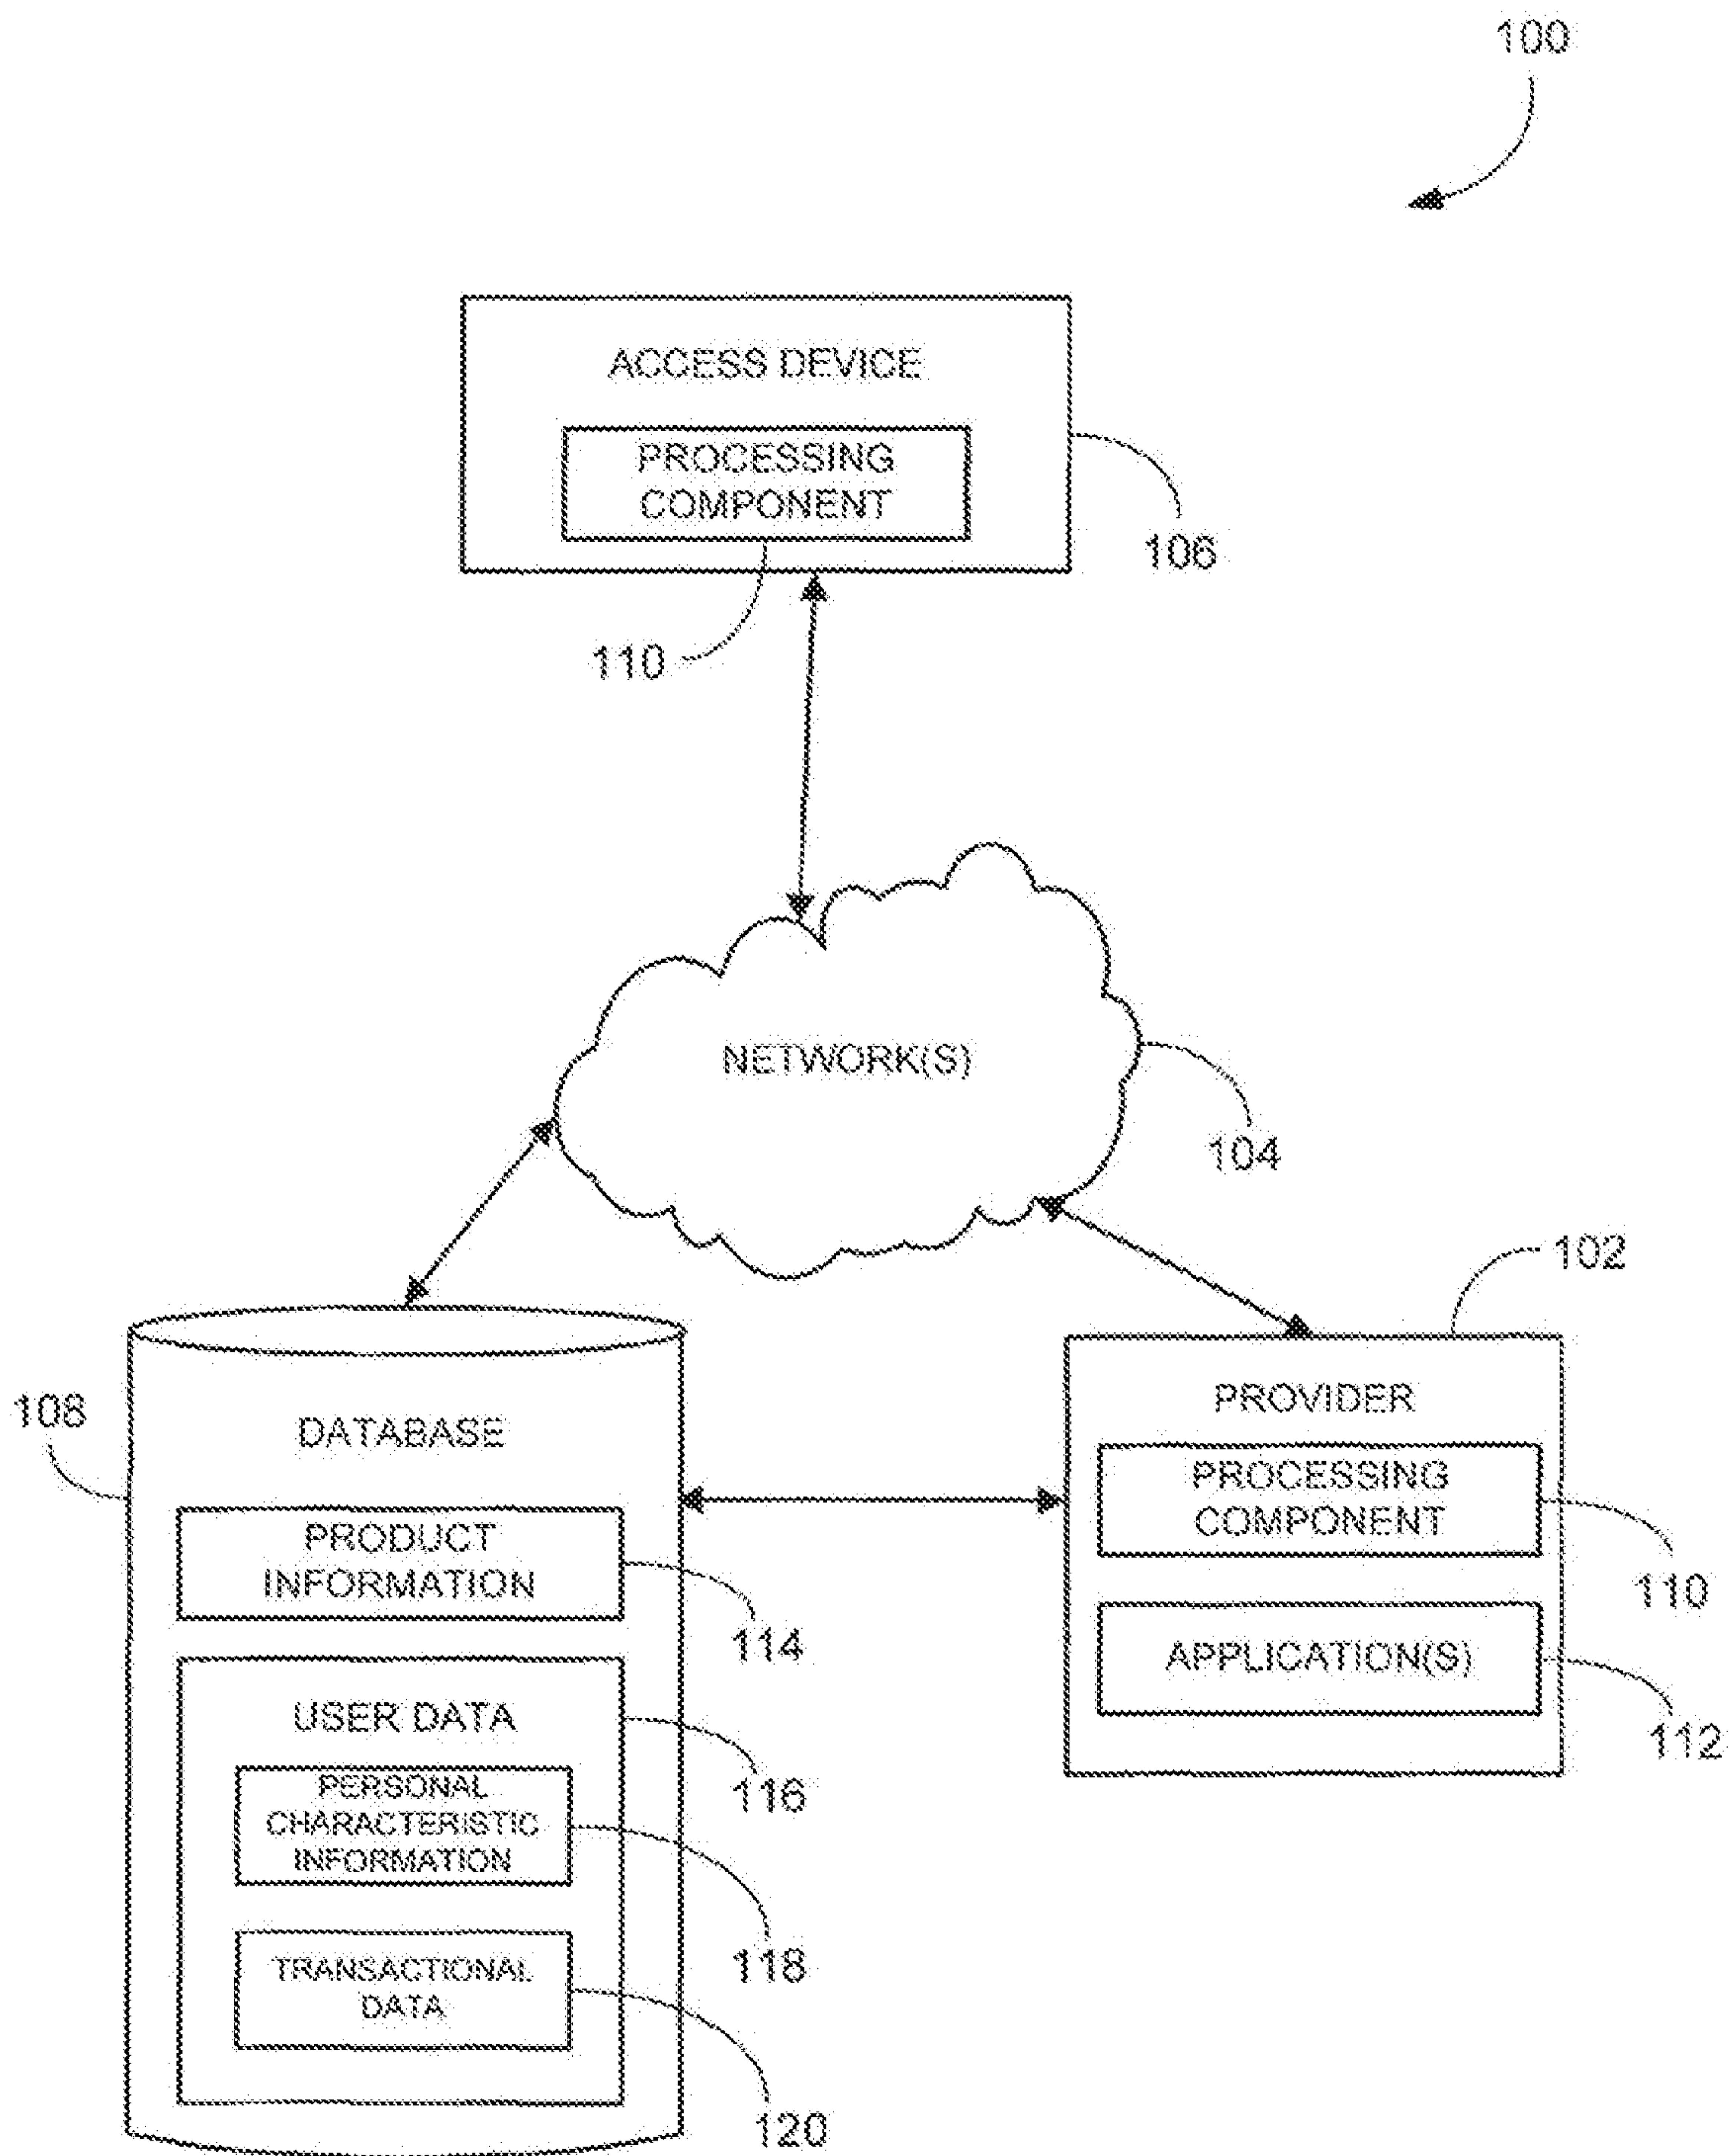 100
ACCESS DEVICE
PROCESSING
COMPONENT
106
110
NETWORK(S)
104
102
108
DATABASE
PROVIDER
PROCESSING
COMPONENT
PRODUCT
INFORMATION
110
114
APPLICATION(S)
USER DATA
112
116
PERSONAL
CHARACTERISTIC
INFORMATION
118
TRANSACTIONAL
DATA
120